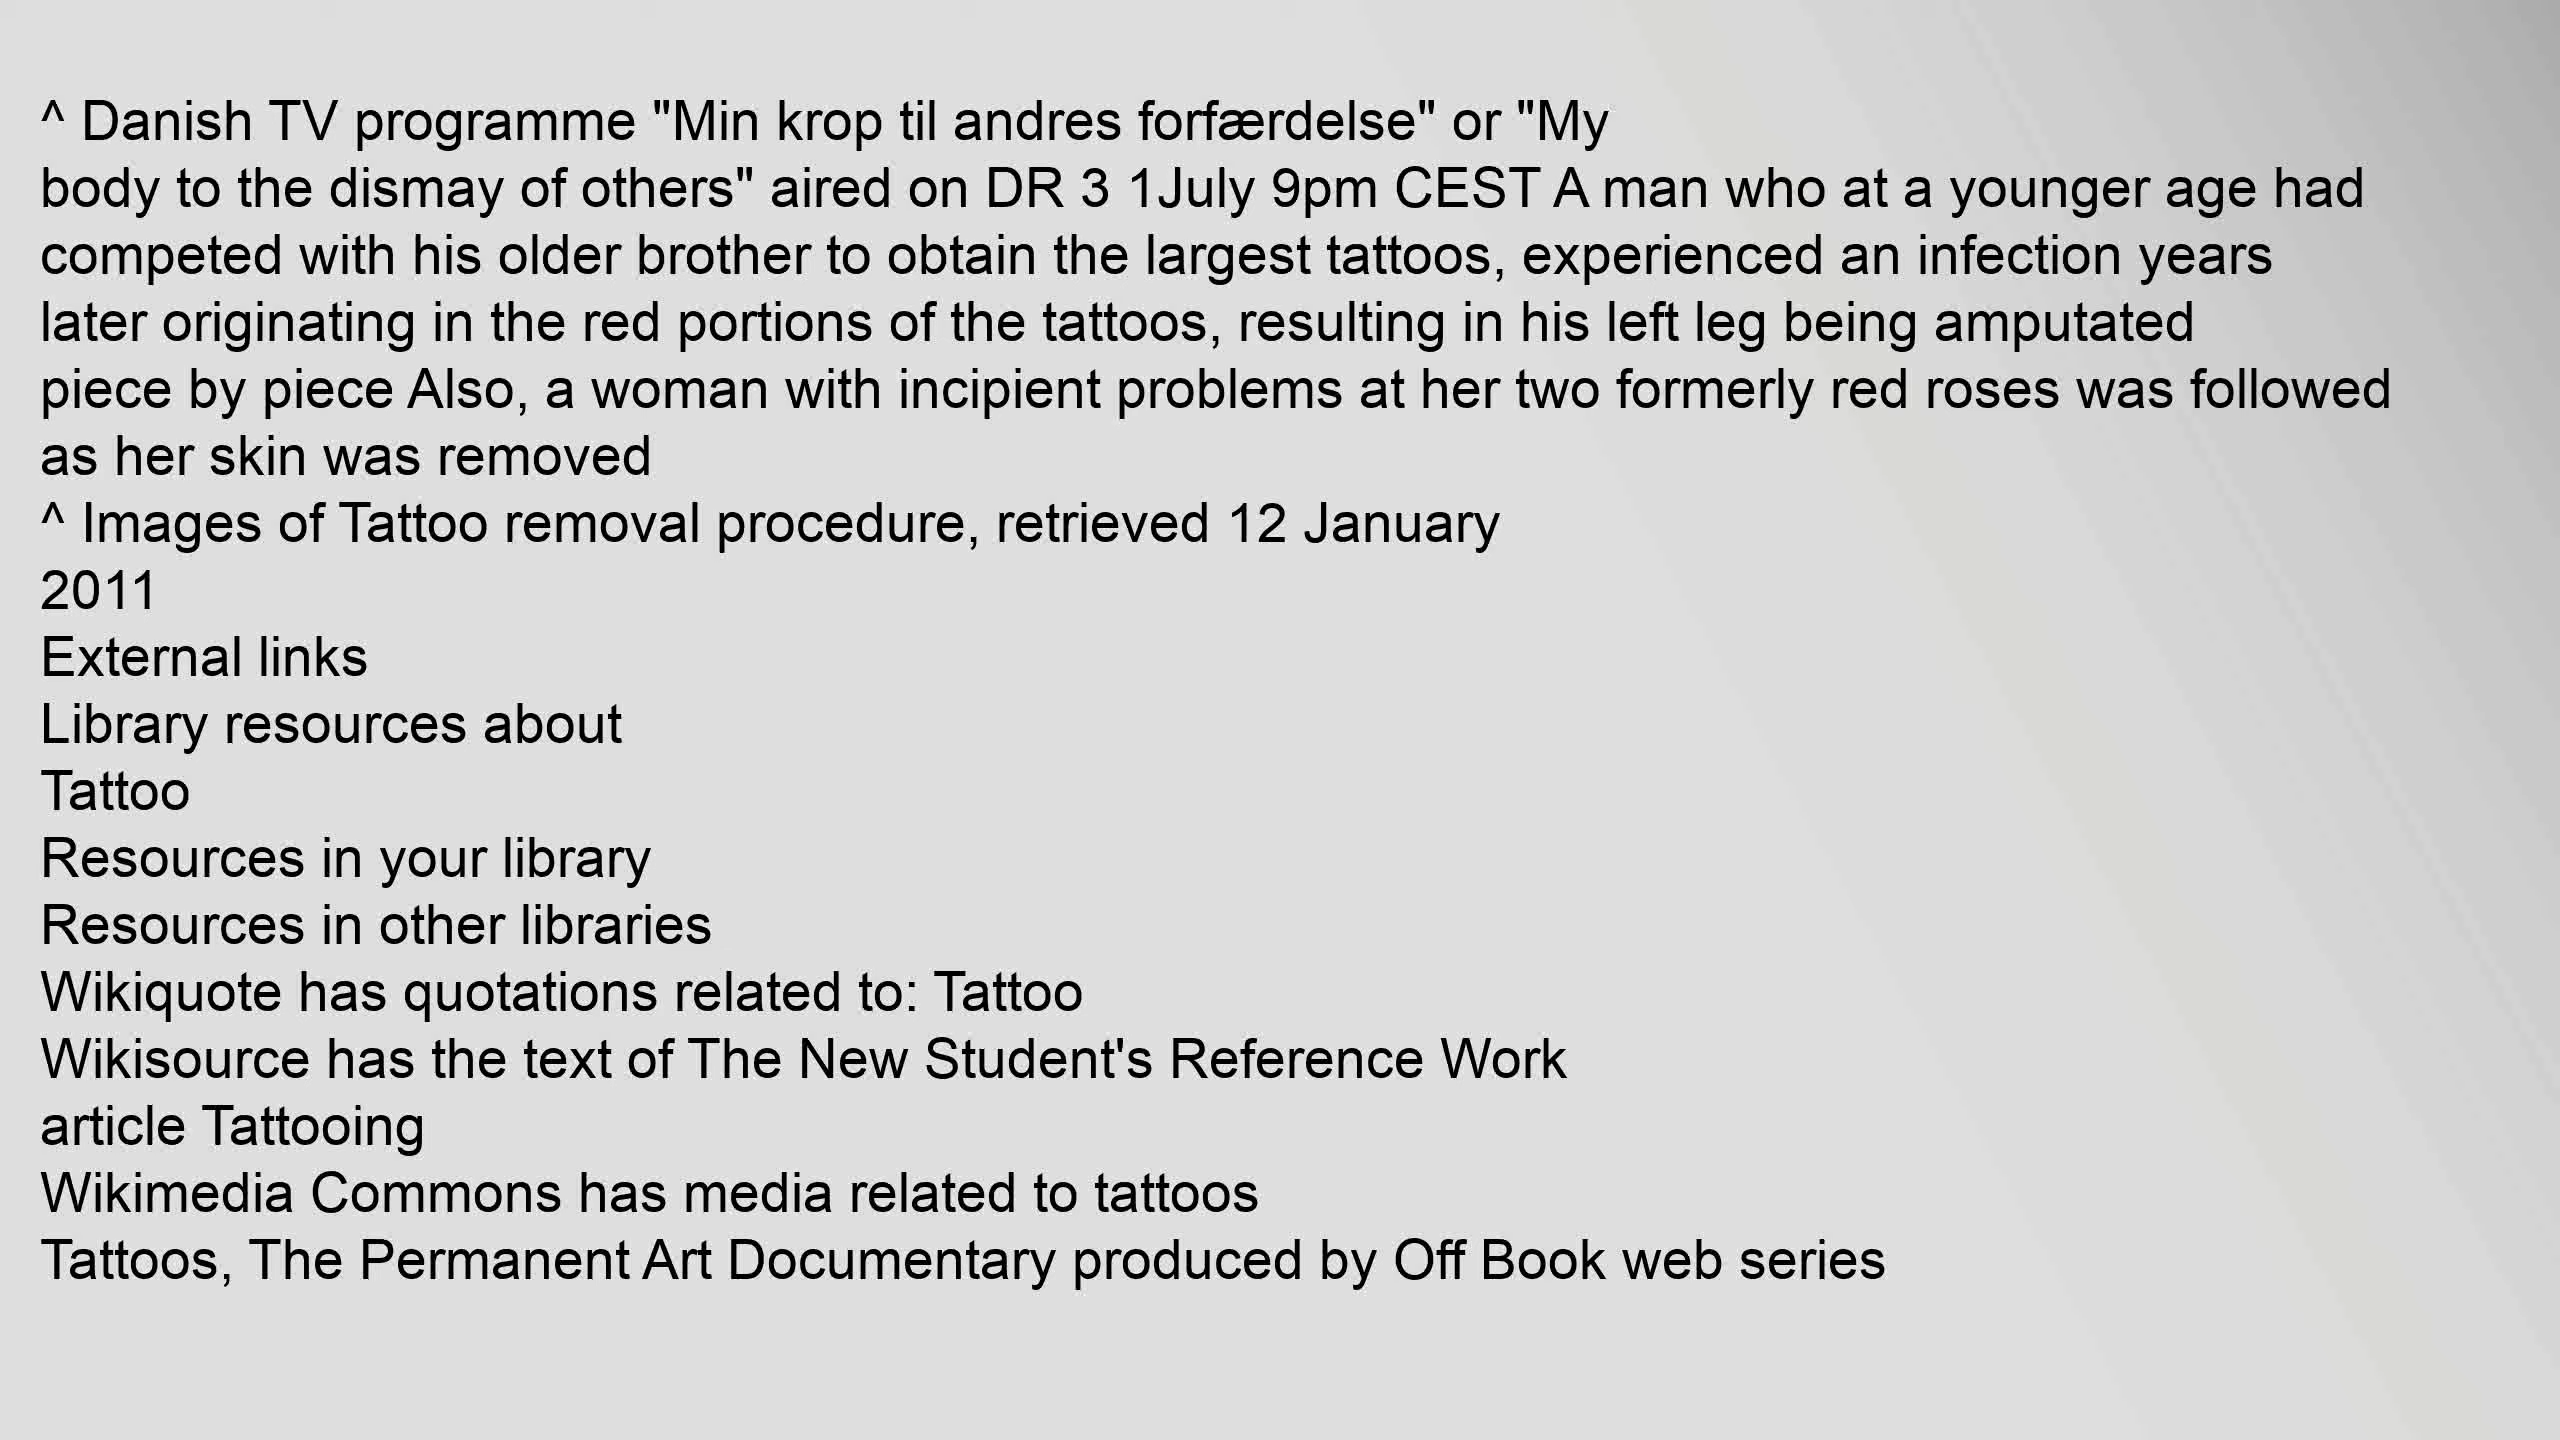 ^ Danish TV programme "Min krop til andres forfærdelse" or "My
body to the dismay of others" aired on DR 3 1July 9pm CEST A man who at a younger age had
competed with his older brother to obtain the largest tattoos, experienced an infection years
later originating in the red portions of the tattoos, resulting in his left leg being amputated
piece by piece Also, a woman with incipient problems at her two formerly red roses was followed
as her skin was removed
^ Images of Tattoo removal procedure, retrieved 12 January
2011
External links
Library resources about
Tattoo
Resources in your library
Resources in other libraries
Wikiquote has quotations related to: Tattoo
Wikisource has the text of The New Student's Reference Work
article Tattooing
Wikimedia Commons has media related to tattoos
Tattoos, The Permanent Art Documentary produced by Off Book web series